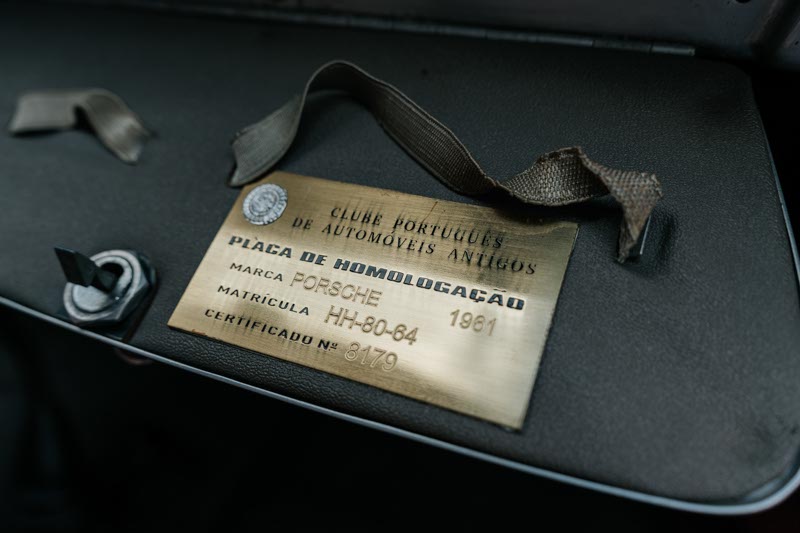 CLUBE PORTUGUÊS
DE AUTOMÓVEIS ANTIGOS
PLACA DE HOMOLOGAÇÃO
MARCA PORSCHE 1961
MATRÍCULA HH-80-64
CERTIFICADO Nº 8179